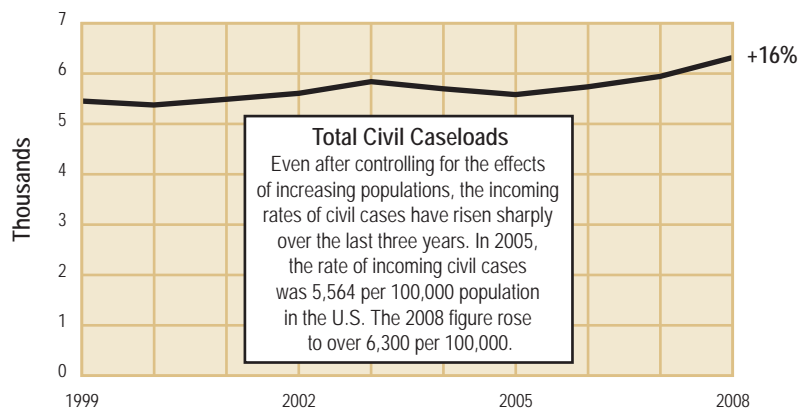 7
6
5
4
3
2
1
0
Thousands
+16%
Total Civil Caseloads
Even after controlling for the effects
of increasing populations, the incoming
rates of civil cases have risen sharply
over the last three years. In 2005,
the rate of incoming civil cases
was 5,564 per 100,000 population
in the U.S. The 2008 figure rose
to over 6,300 per 100,000.
1999 2002 2005 2008